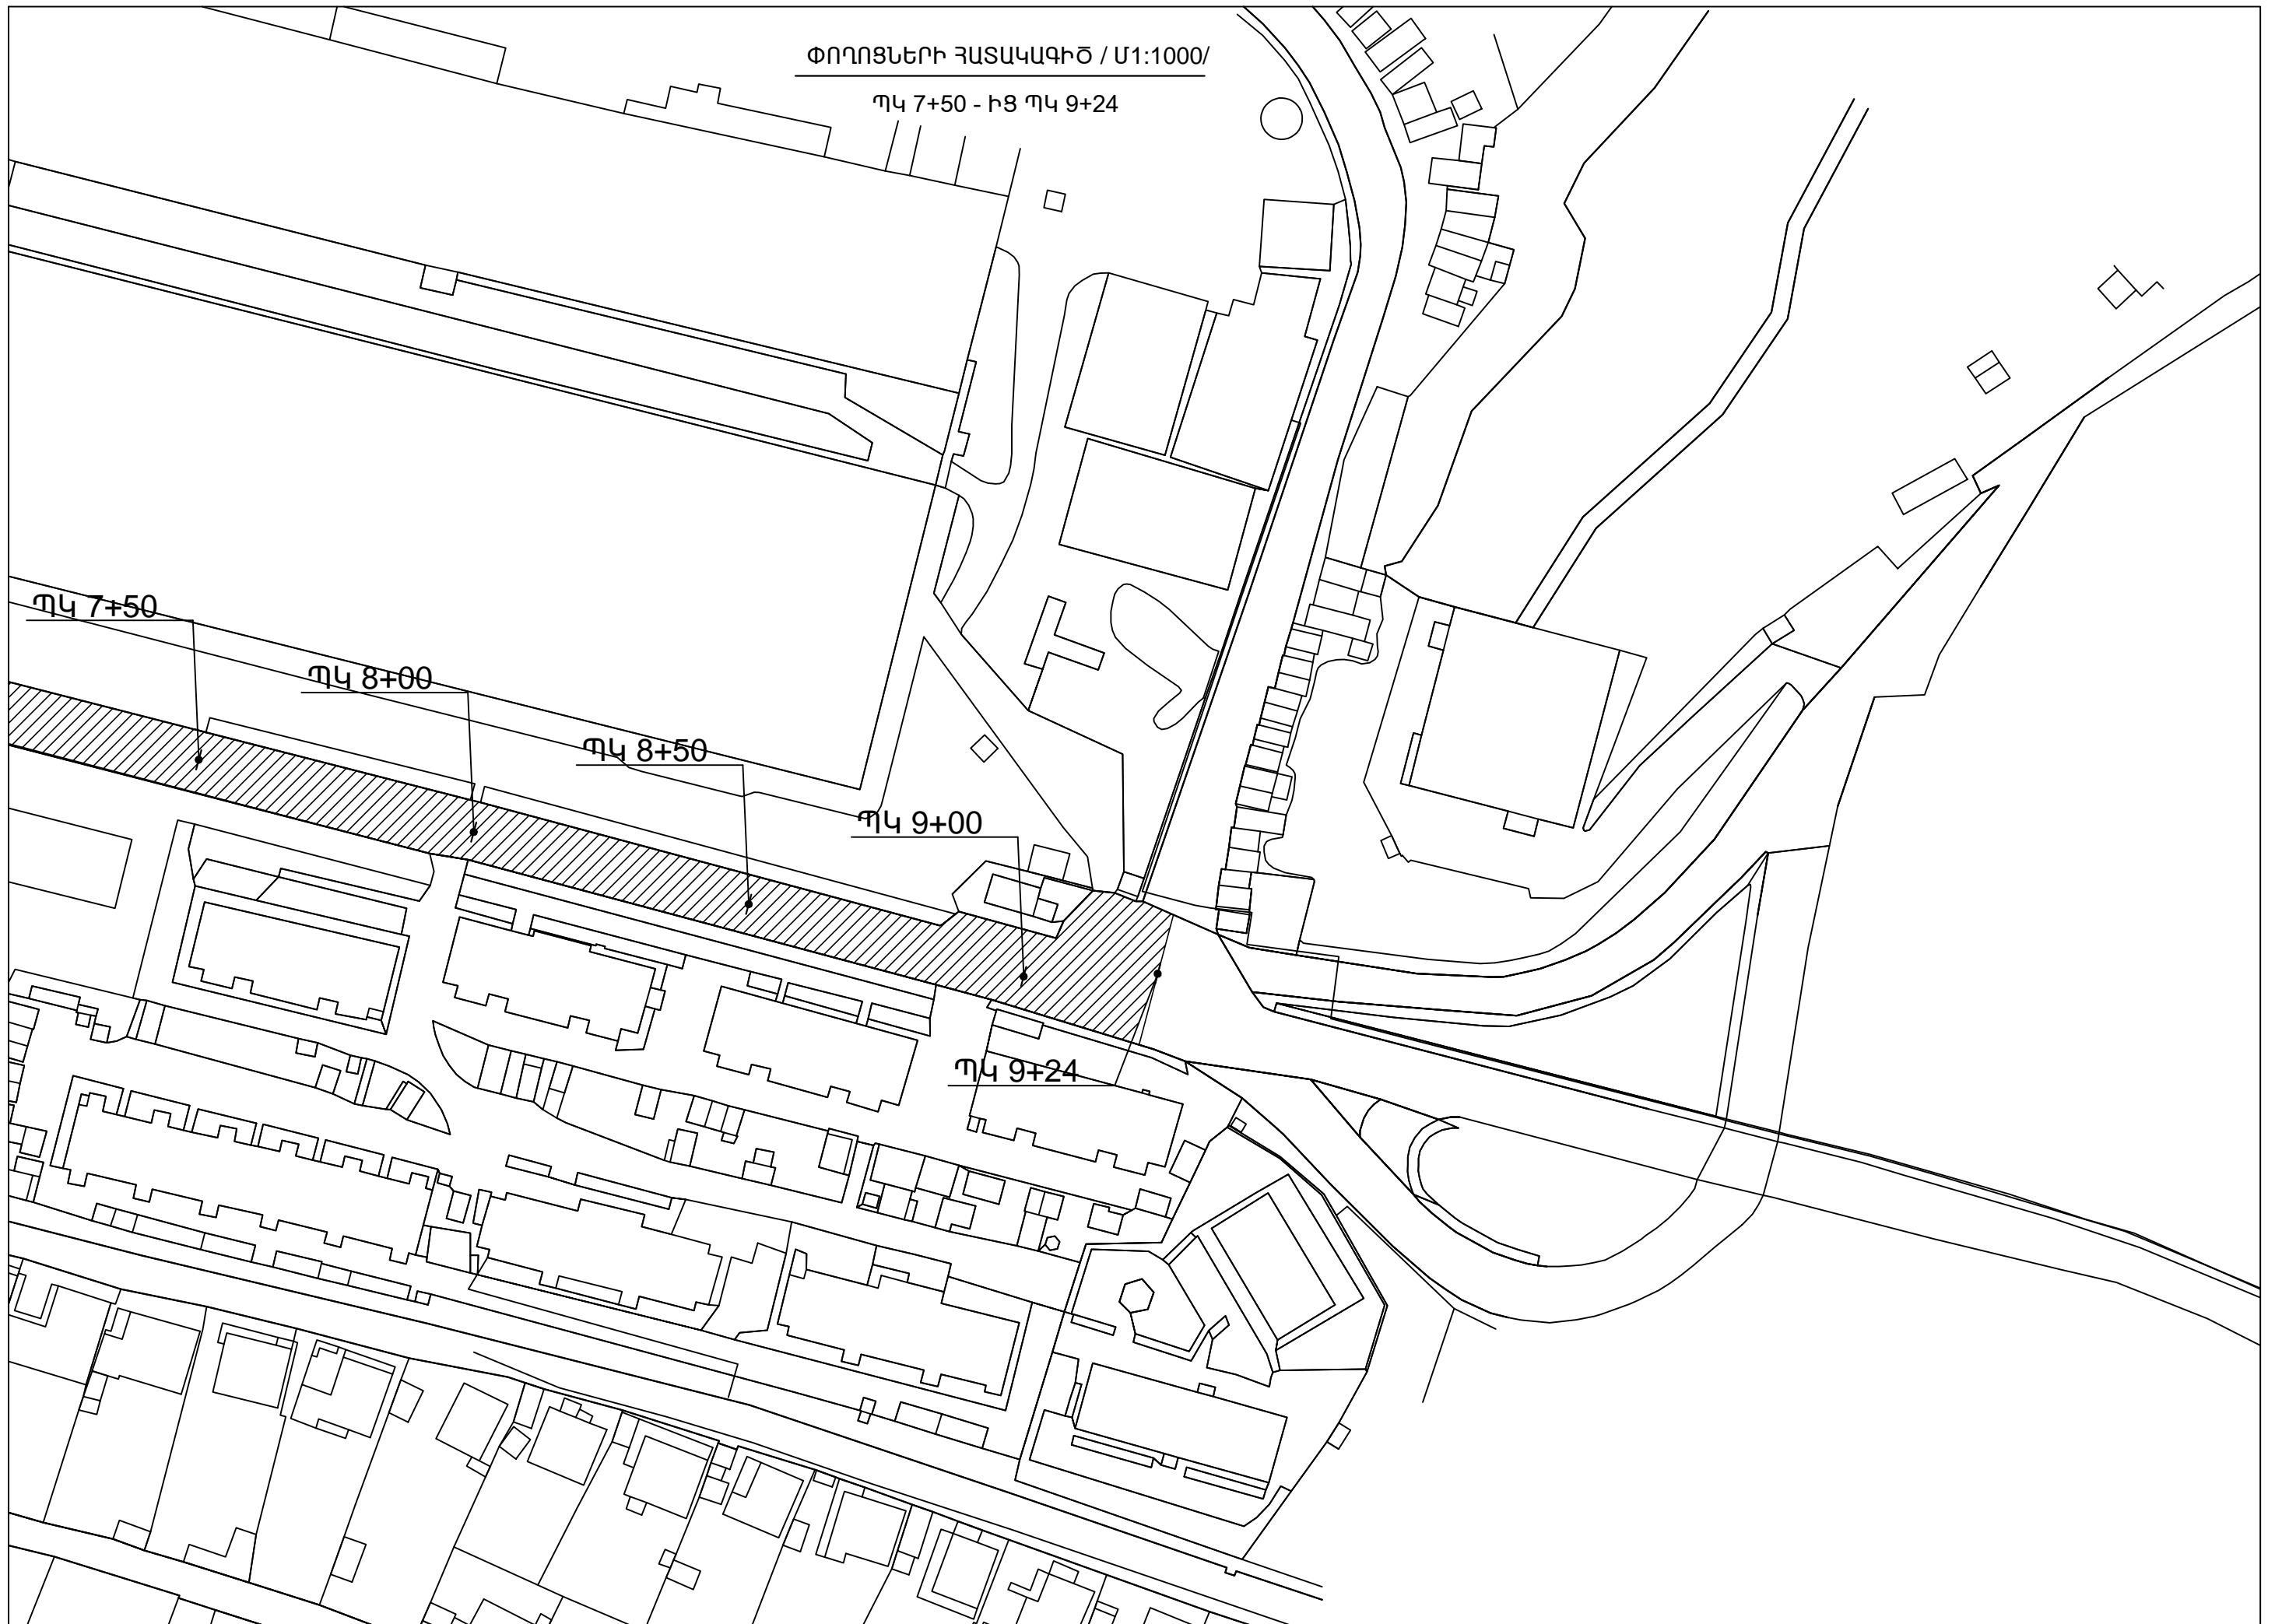 ՓՈՂՈՑՆԵՐԻ ՀԱՏԱԿԱԳԻԾ / Մ1:1000/
ՊԿ 7+50 - ԻՑ ՊԿ 9+24
ՊԿ 7+50
ՊԿ 8+00
ՊԿ 8+50
ՊԿ 9+00
ՊԿ 9+24